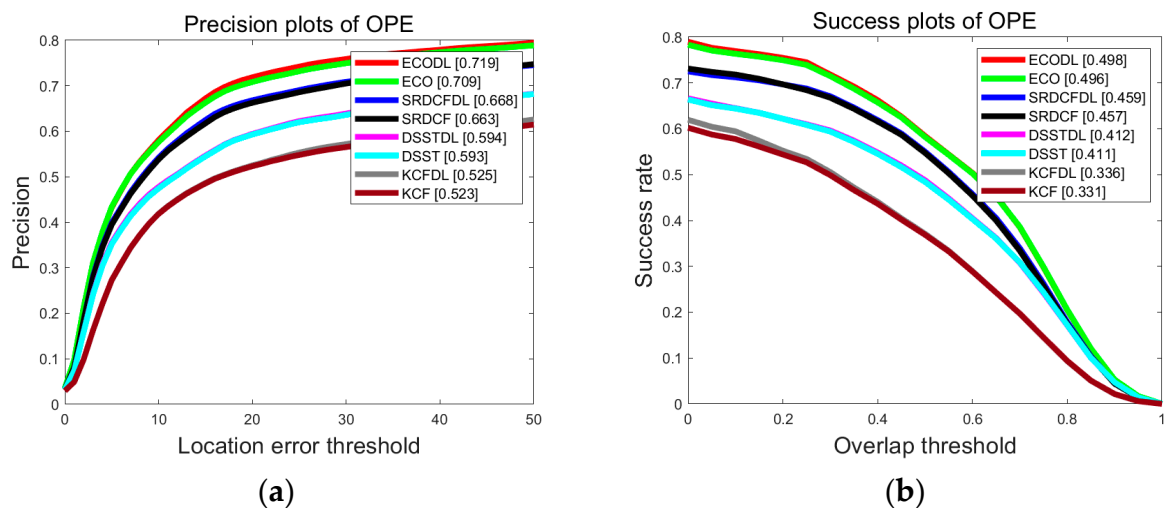 Precision plots of OPE
0.8
0.7
0.6
0.5
0.4
0.3
0.2
0.1
0
Precision
ECODL [0.719]
ECO [0.709]
SRDCFDL [0.668]
SRDCF [0.663]
DSSTDL [0.594]
DSST [0.593]
KCFDL [0.525]
KCF [0.523]
0 10 20 30 40 50
Location error threshold
(a)
Success plots of OPE
0.8
0.7
0.6
0.5
0.4
0.3
0.2
0.1
0
Success rate
ECODL [0.498]
ECO [0.496]
SRDCFDL [0.459]
SRDCF [0.457]
DSSTDL [0.412]
DSST [0.411]
KCFDL [0.336]
KCF [0.331]
0 0.2 0.4 0.6 0.8 1
Overlap threshold
(b)